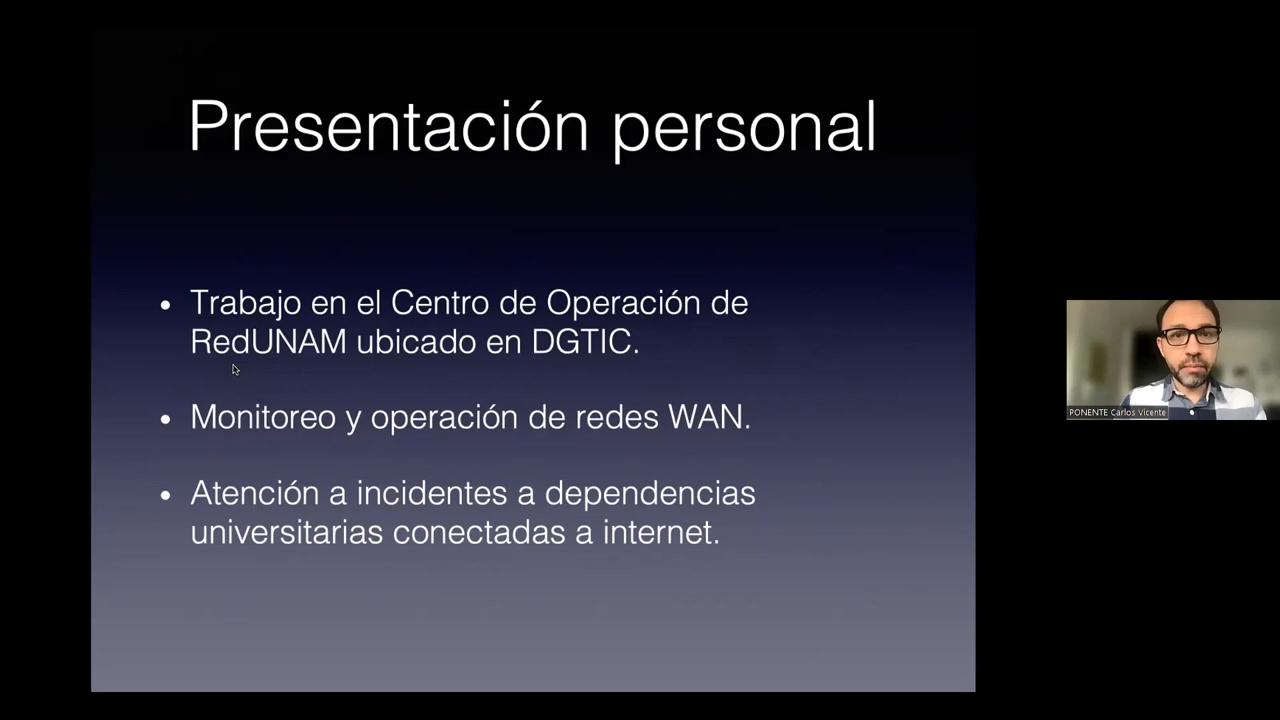 Presentación personal
• Trabajo en el Centro de Operación de
RedUNAM ubicado en DGTIC.
• Monitoreo y operación de redes WAN.
• Atención a incidentes a dependencias
universitarias conectadas a internet.
PONENTE Carlos Vicente